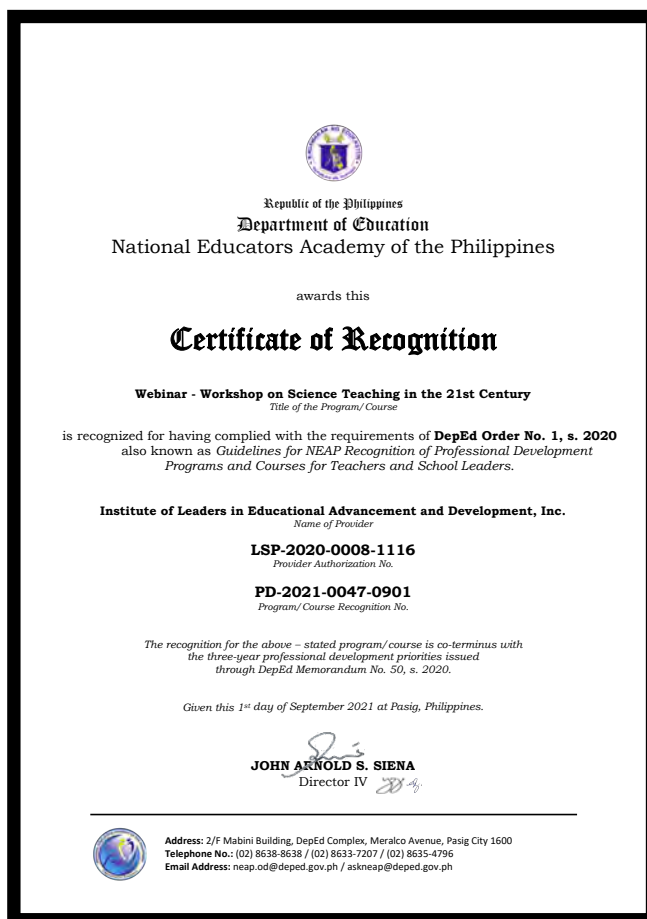 Republic of the Philippines
Department of Education
National Educators Academy of the Philippines
awards this
Certificate of Recognition
Webinar - Workshop on Science Teaching in the 21st Century
Title of the Program/Course
is recognized for having complied with the requirements of DepEd Order No. 1, s. 2020
also known as Guidelines for NEAP Recognition of Professional Development
Programs and Courses for Teachers and School Leaders.
Institute of Leaders in Educational Advancement and Development, Inc.
Name of Provider
LSP-2020-0008-1116
Provider Authorization No.
PD-2021-0047-0901
Program/Course Recognition No.
The recognition for the above – stated program/course is co-terminus with
the three-year professional development priorities issued
through DepEd Memorandum No. 50, s. 2020.
Given this 1st day of September 2021 at Pasig, Philippines.
JOHN ARNOLD S. SIENA
Director IV
Address: 2/F Mabini Building, DepEd Complex, Meralco Avenue, Pasig City 1600
Telephone No.: (02) 8638-8638 / (02) 8633-7207 / (02) 8635-4796
Email Address: neap.od@deped.gov.ph / askneap@deped.gov.ph